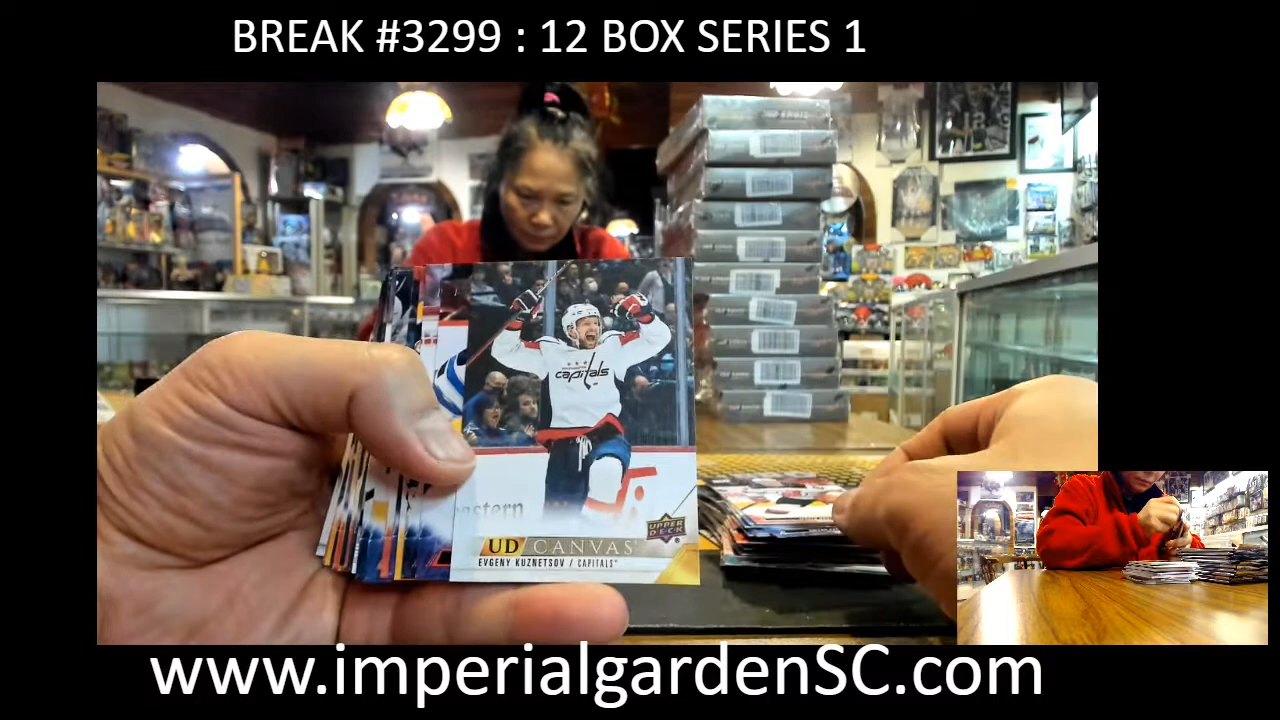 BREAK #3299 : 12 BOX SERIES 1
capitals
UPPER
DECK
UD CANVAS
EVGENY KUZNETSOV / CAPITALS
www.imperialgardenSC.com